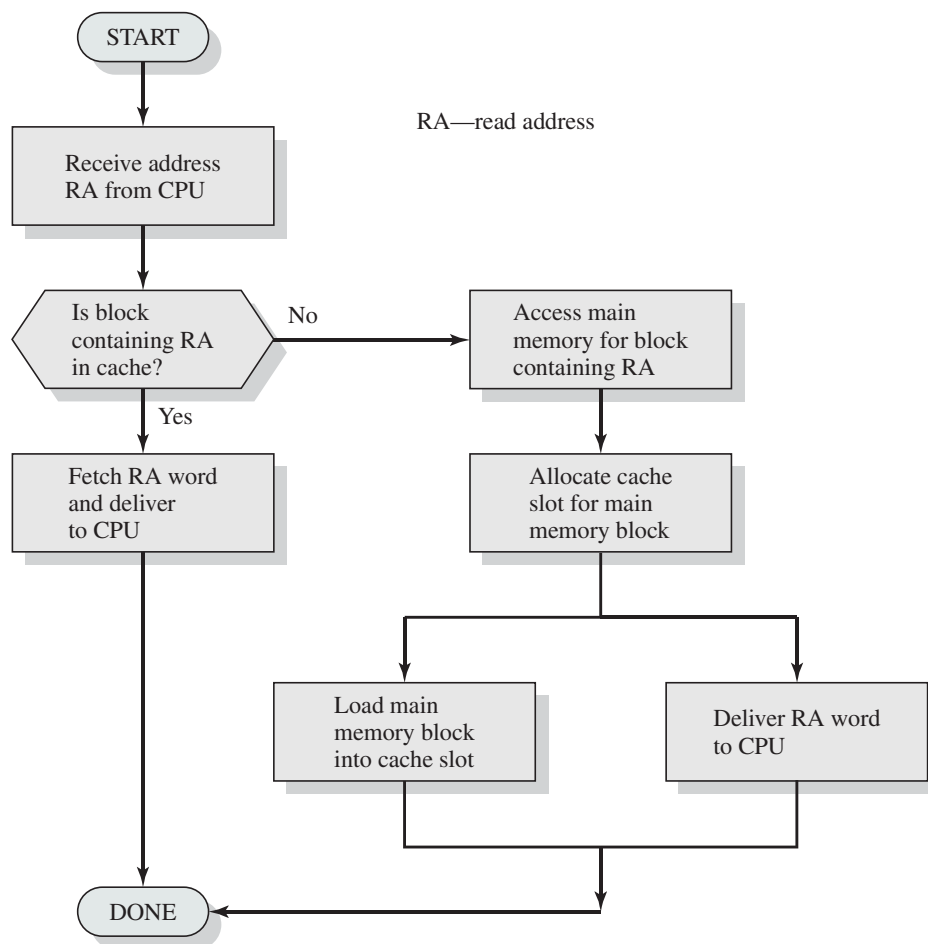 START
RA—read address
Receive address
RA from CPU
Is block
containing RA
in cache?
No
Access main
memory for block
containing RA
Yes
Fetch RA word
and deliver
to CPU
Allocate cache
slot for main
memory block
Load main
memory block
into cache slot
Deliver RA word
to CPU
DONE